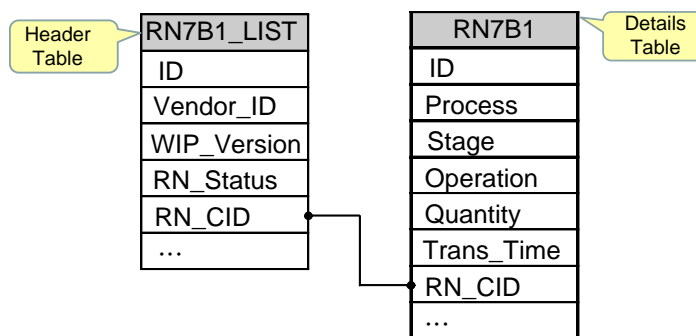 Header
Table
RN7B1_LIST
ID
Vendor_ID
WIP_Version
RN_Status
RN_CID
...
RN7B1
ID
Process
Stage
Operation
Quantity
Trans_Time
RN_CID
...
Details
Table